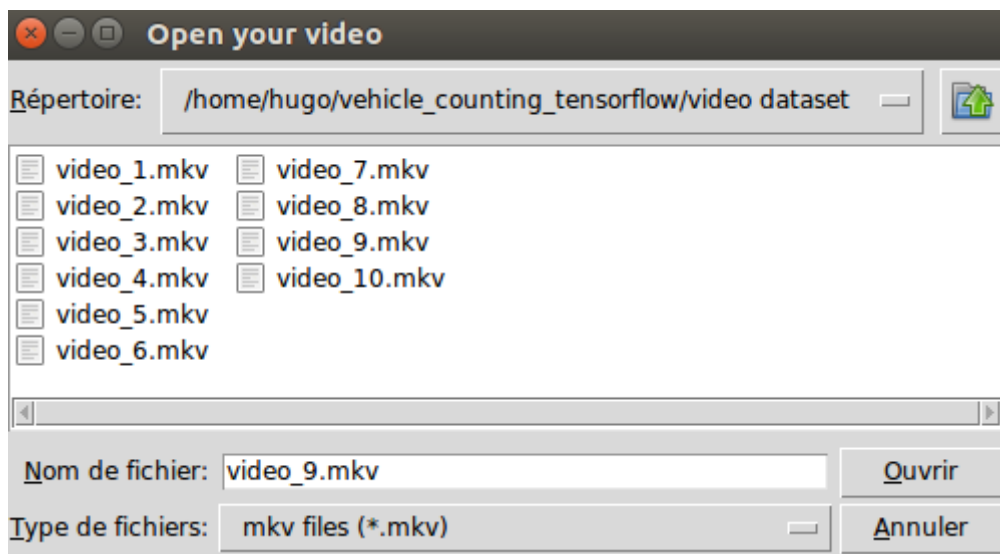 Open your video
Répertoire: /home/hugo/vehicle_counting_tensorflow/video dataset
video_1.mkv video_7.mkv
video_2.mkv video_8.mkv
video_3.mkv video_9.mkv
video_4.mkv video_10.mkv
video_5.mkv
video_6.mkv
Nom de fichier: video_9.mkv Ouvrir
Type de fichiers: mkv files (*.mkv) Annuler